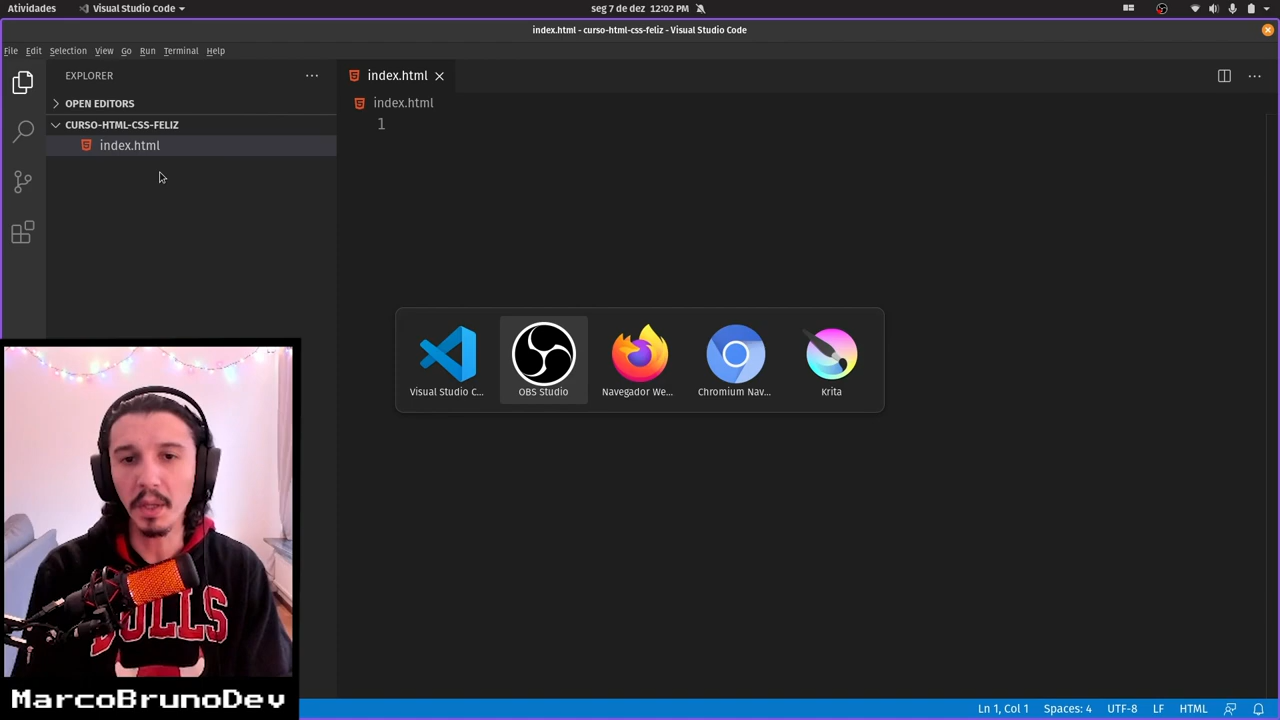 Atividades
Visual Studio Code
seg 7 de dez 12:02 PM
index.html - curso-html-css-feliz - Visual Studio Code
File Edit Selection View Go Run Terminal Help
EXPLORER
index.html
OPEN EDITORS
index.html
CURSO-HTML-CSS-FELIZ
1
index.html
Visual Studio C...
OBS Studio
Navegador We...
Chromium Nav...
Krita
BULLS
MarcoBrunoDev
Ln 1, Col 1
Spaces: 4
UTF-8
LF
HTML